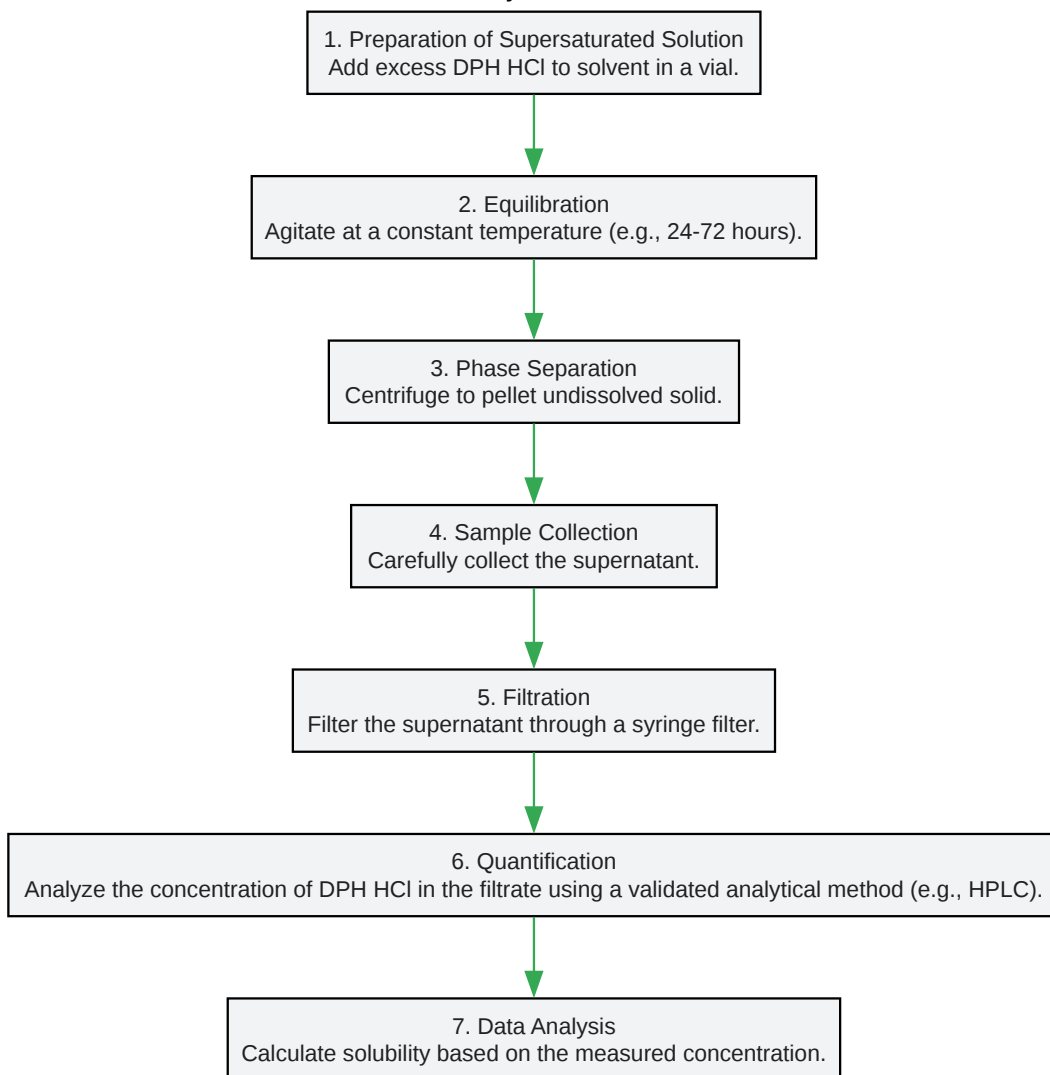 1. Preparation of Supersaturated Solution
Add excess DPH HCl to solvent in a vial.
2. Equilibration
Agitate at a constant temperature (e.g., 24-72 hours).
3. Phase Separation
Centrifuge to pellet undissolved solid.
4. Sample Collection
Carefully collect the supernatant.
5. Filtration
Filter the supernatant through a syringe filter.
6. Quantification
Analyze the concentration of DPH HCl in the filtrate using a validated analytical method (e.g., HPLC).
7. Data Analysis
Calculate solubility based on the measured concentration.